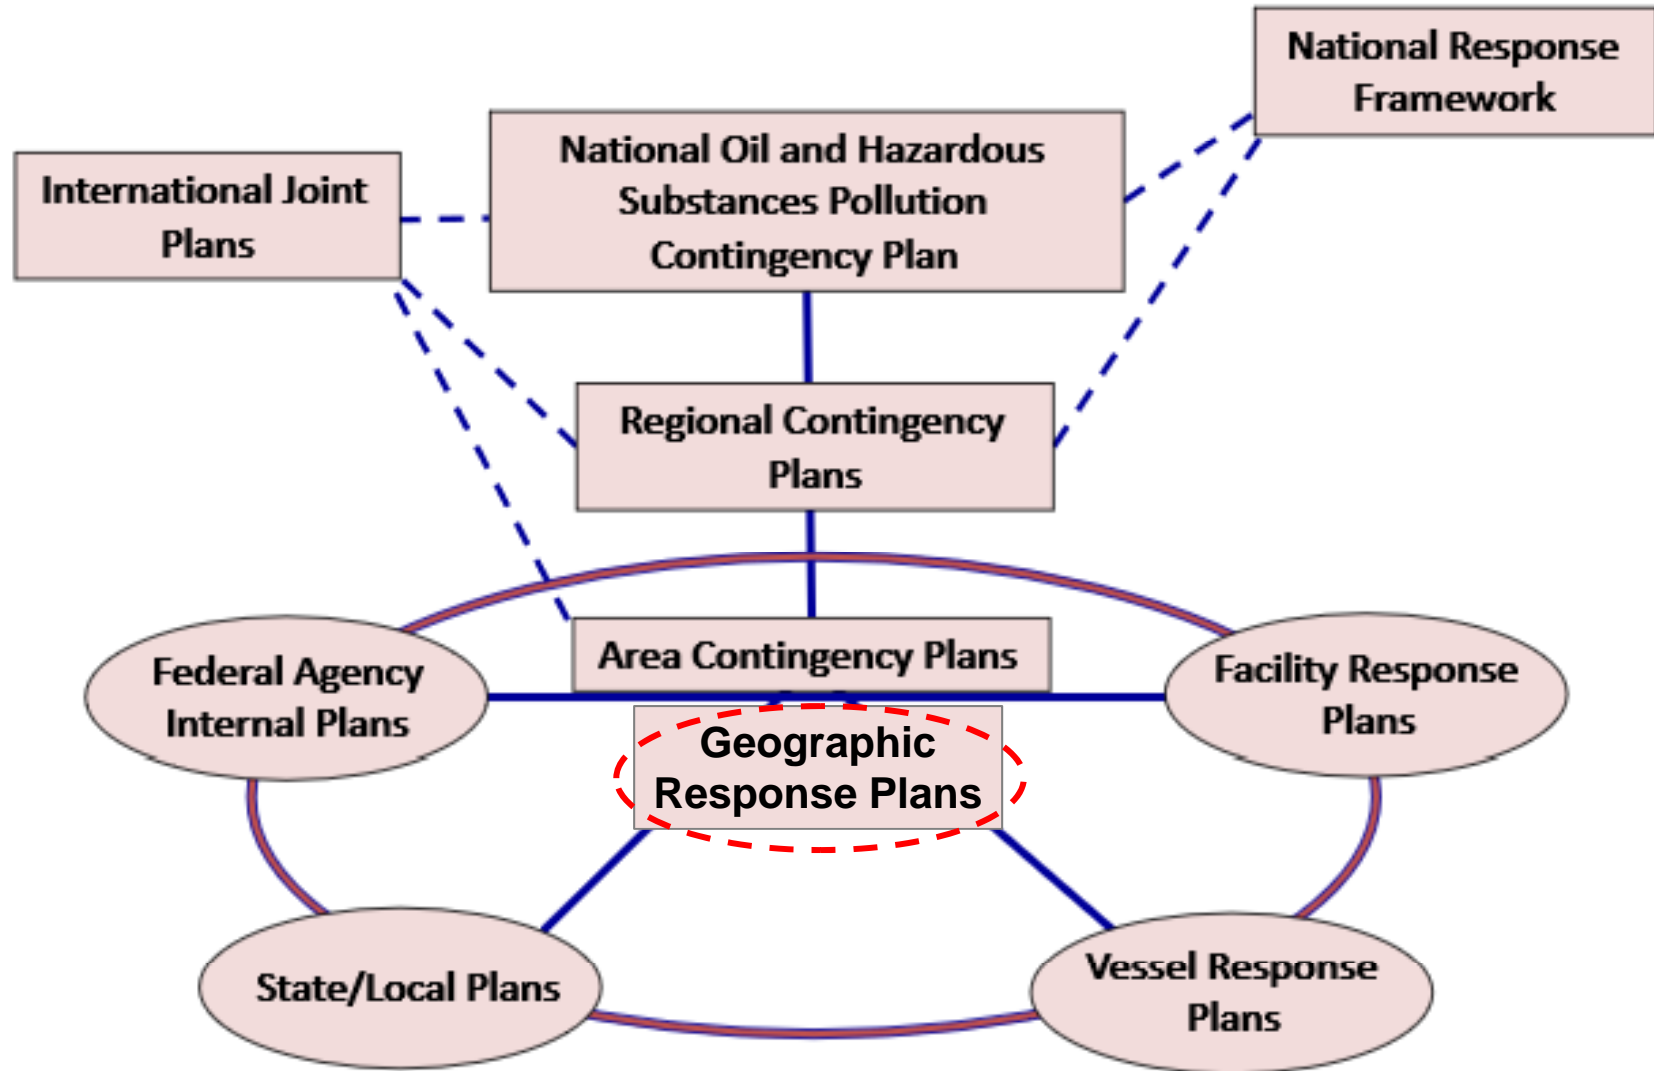 National Response
Framework
National Oil and Hazardous
Substances Pollution
Contingency Plan
International Joint
Plans
Regional Contingency
Plans
Area Contingency Plans
Federal Agency
Internal Plans
Facility Response
Plans
Geographic
Response Plans
State/Local Plans
Vessel Response
Plans